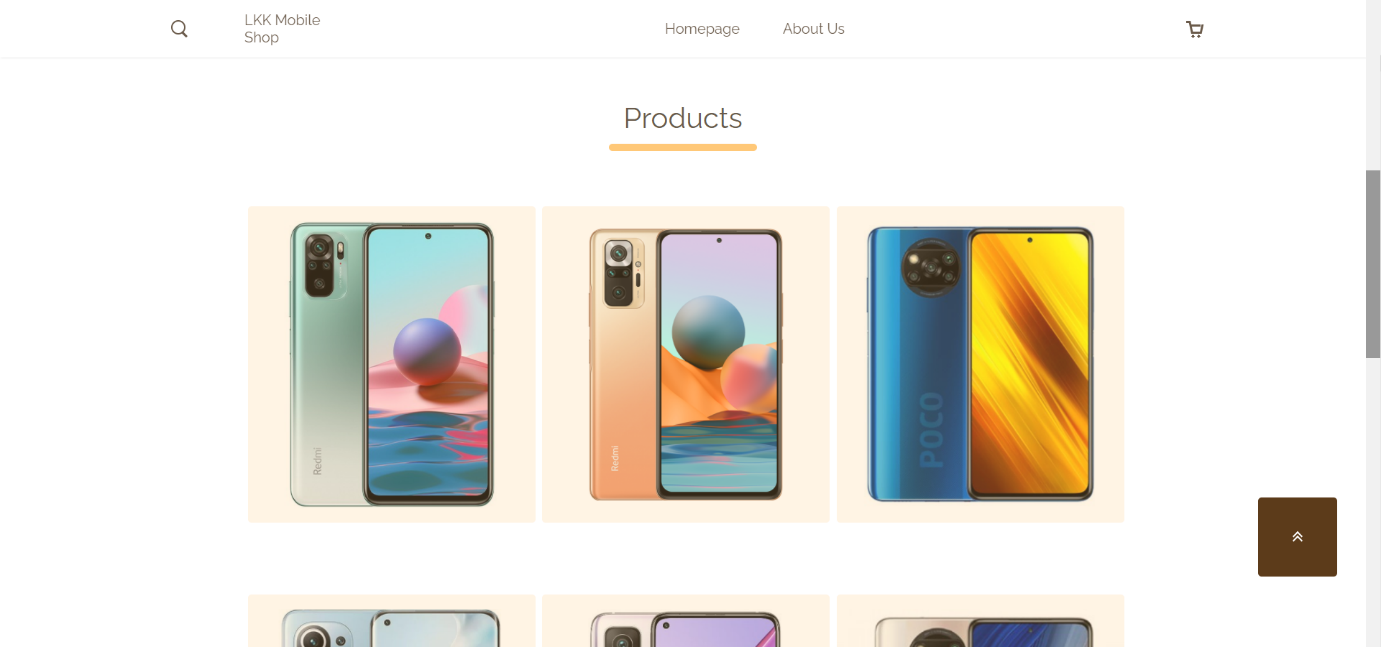 LKK Mobile
Shop
Homepage
About Us
Products
Redmi
Redmi
POCO